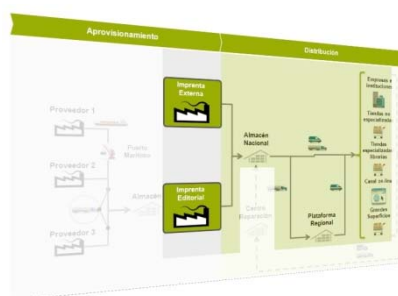 Aprovisionamiento
Distribución
Proveedor 1
Proveedor 2
Proveedor 3
Puerto
Marítimo
Almacén
Imprenta
Externa
Imprenta
Editorial
Almacén
Nacional
Centro
Reparación
Plataforma
Regional
Empresas e
Instituciones
Tiendas no
especializadas
Tiendas
especializadas
librerías
Canal on line
Grandes
Superficies